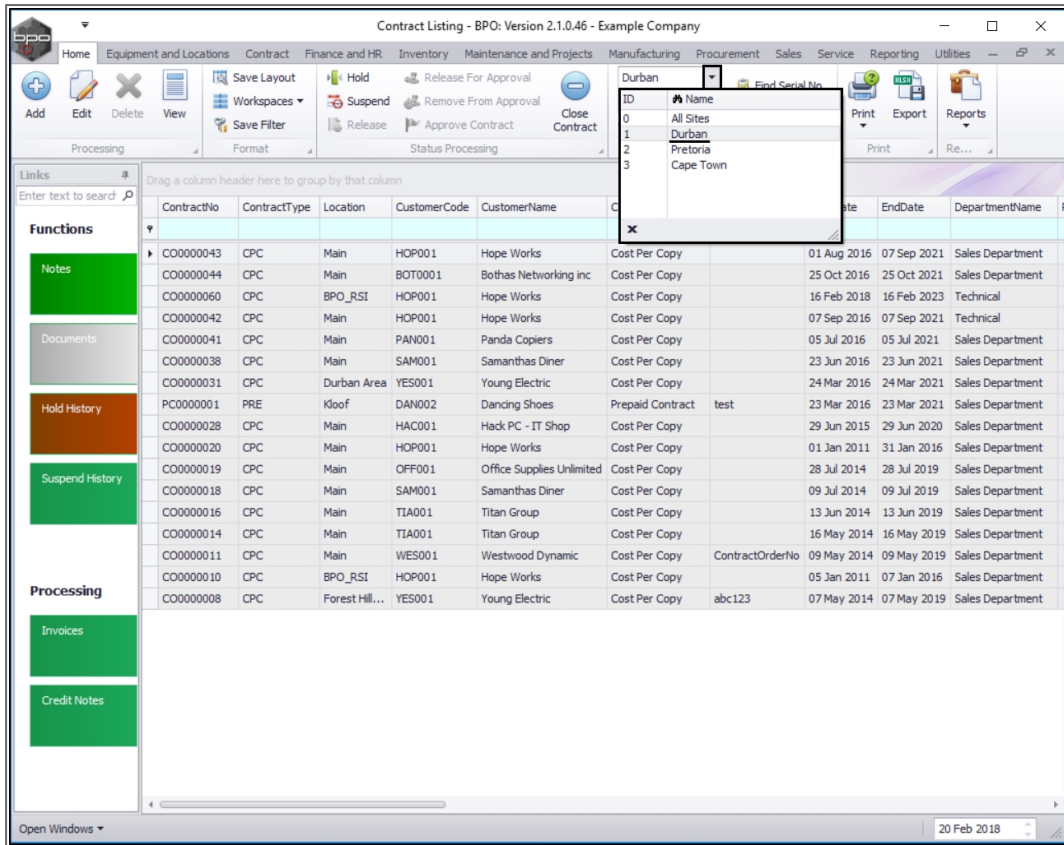 Contract Listing - BPO: Version 2.1.0.46 - Example Company
bpo
Home Equipment and Locations Contract Finance and HR Inventory Maintenance and Projects Manufacturing Procurement Sales Service Reporting Utilities
Add Edit Delete View
Save Layout
Workspaces
Save Filter
Hold
Suspend
Release
Release For Approval
Remove From Approval
Approve Contract
Close Contract
Durban
Find Serial No
Print Export Reports
Processing Format Status Processing Print Re...
ID Name
0 All Sites
1 Durban
2 Pretoria
3 Cape Town
Links
Enter text to search
Functions
Notes
Documents
Hold History
Suspend History
Processing
Invoices
Credit Notes
Drag a column header here to group by that column
ContractNo ContractType Location CustomerCode CustomerName EndDate DepartmentName
CO0000043 CPC Main HOP001 Hope Works Cost Per Copy 01 Aug 2016 07 Sep 2021 Sales Department
CO0000044 CPC Main BOT0001 Bothas Networking inc Cost Per Copy 25 Oct 2016 25 Oct 2021 Sales Department
CO0000060 CPC BPO_RSI HOP001 Hope Works Cost Per Copy 16 Feb 2018 16 Feb 2023 Technical
CO0000042 CPC Main HOP001 Hope Works Cost Per Copy 07 Sep 2016 07 Sep 2021 Technical
CO0000041 CPC Main PAN001 Panda Copiers Cost Per Copy 05 Jul 2016 05 Jul 2021 Sales Department
CO0000038 CPC Main SAM001 Samanthas Diner Cost Per Copy 23 Jun 2016 23 Jun 2021 Sales Department
CO0000031 CPC Durban Area YES001 Young Electric Cost Per Copy 24 Mar 2016 24 Mar 2021 Sales Department
PC0000001 PRE Kloof DAN002 Dancing Shoes Prepaid Contract test 23 Mar 2016 23 Mar 2021 Sales Department
CO0000028 CPC Main HAC001 Hack PC - IT Shop Cost Per Copy 29 Jun 2015 29 Jun 2020 Sales Department
CO0000020 CPC Main HOP001 Hope Works Cost Per Copy 01 Jan 2011 31 Jan 2016 Sales Department
CO0000019 CPC Main OFF001 Office Supplies Unlimited Cost Per Copy 28 Jul 2014 28 Jul 2019 Sales Department
CO0000018 CPC Main SAM001 Samanthas Diner Cost Per Copy 09 Jul 2014 09 Jul 2019 Sales Department
CO0000016 CPC Main TIA001 Titan Group Cost Per Copy 13 Jun 2014 13 Jun 2019 Sales Department
CO0000014 CPC Main TIA001 Titan Group Cost Per Copy 16 May 2014 16 May 2019 Sales Department
CO0000011 CPC Main WES001 Westwood Dynamic Cost Per Copy ContractOrderNo 09 May 2014 09 May 2019 Sales Department
CO0000010 CPC BPO_RSI HOP001 Hope Works Cost Per Copy 05 Jan 2011 07 Jan 2016 Sales Department
CO0000008 CPC Forest Hill... YES001 Young Electric Cost Per Copy abc123 07 May 2014 07 May 2019 Sales Department
Open Windows
20 Feb 2018